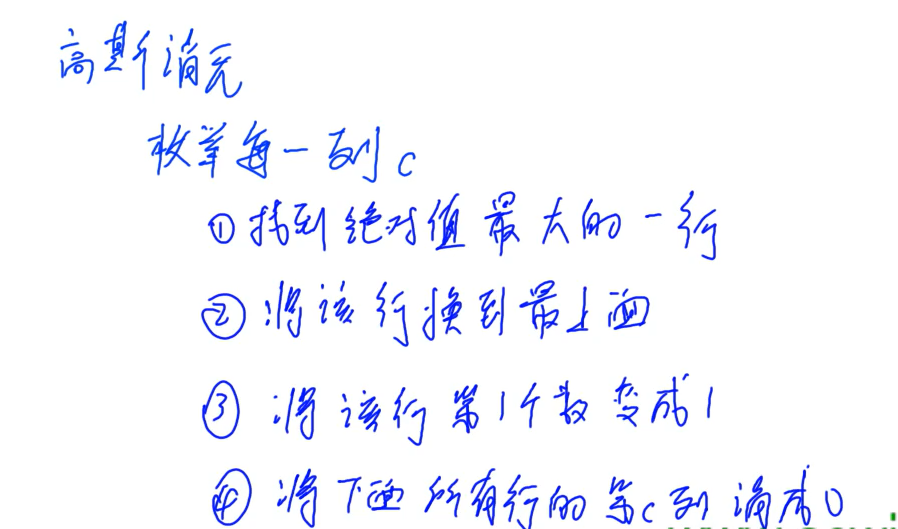 高斯消元
枚举每一列c
①找到绝对值最大的一行
②将该行换到最上面
③将该行第1个数变成1
④将下面所有行的第c列消成0